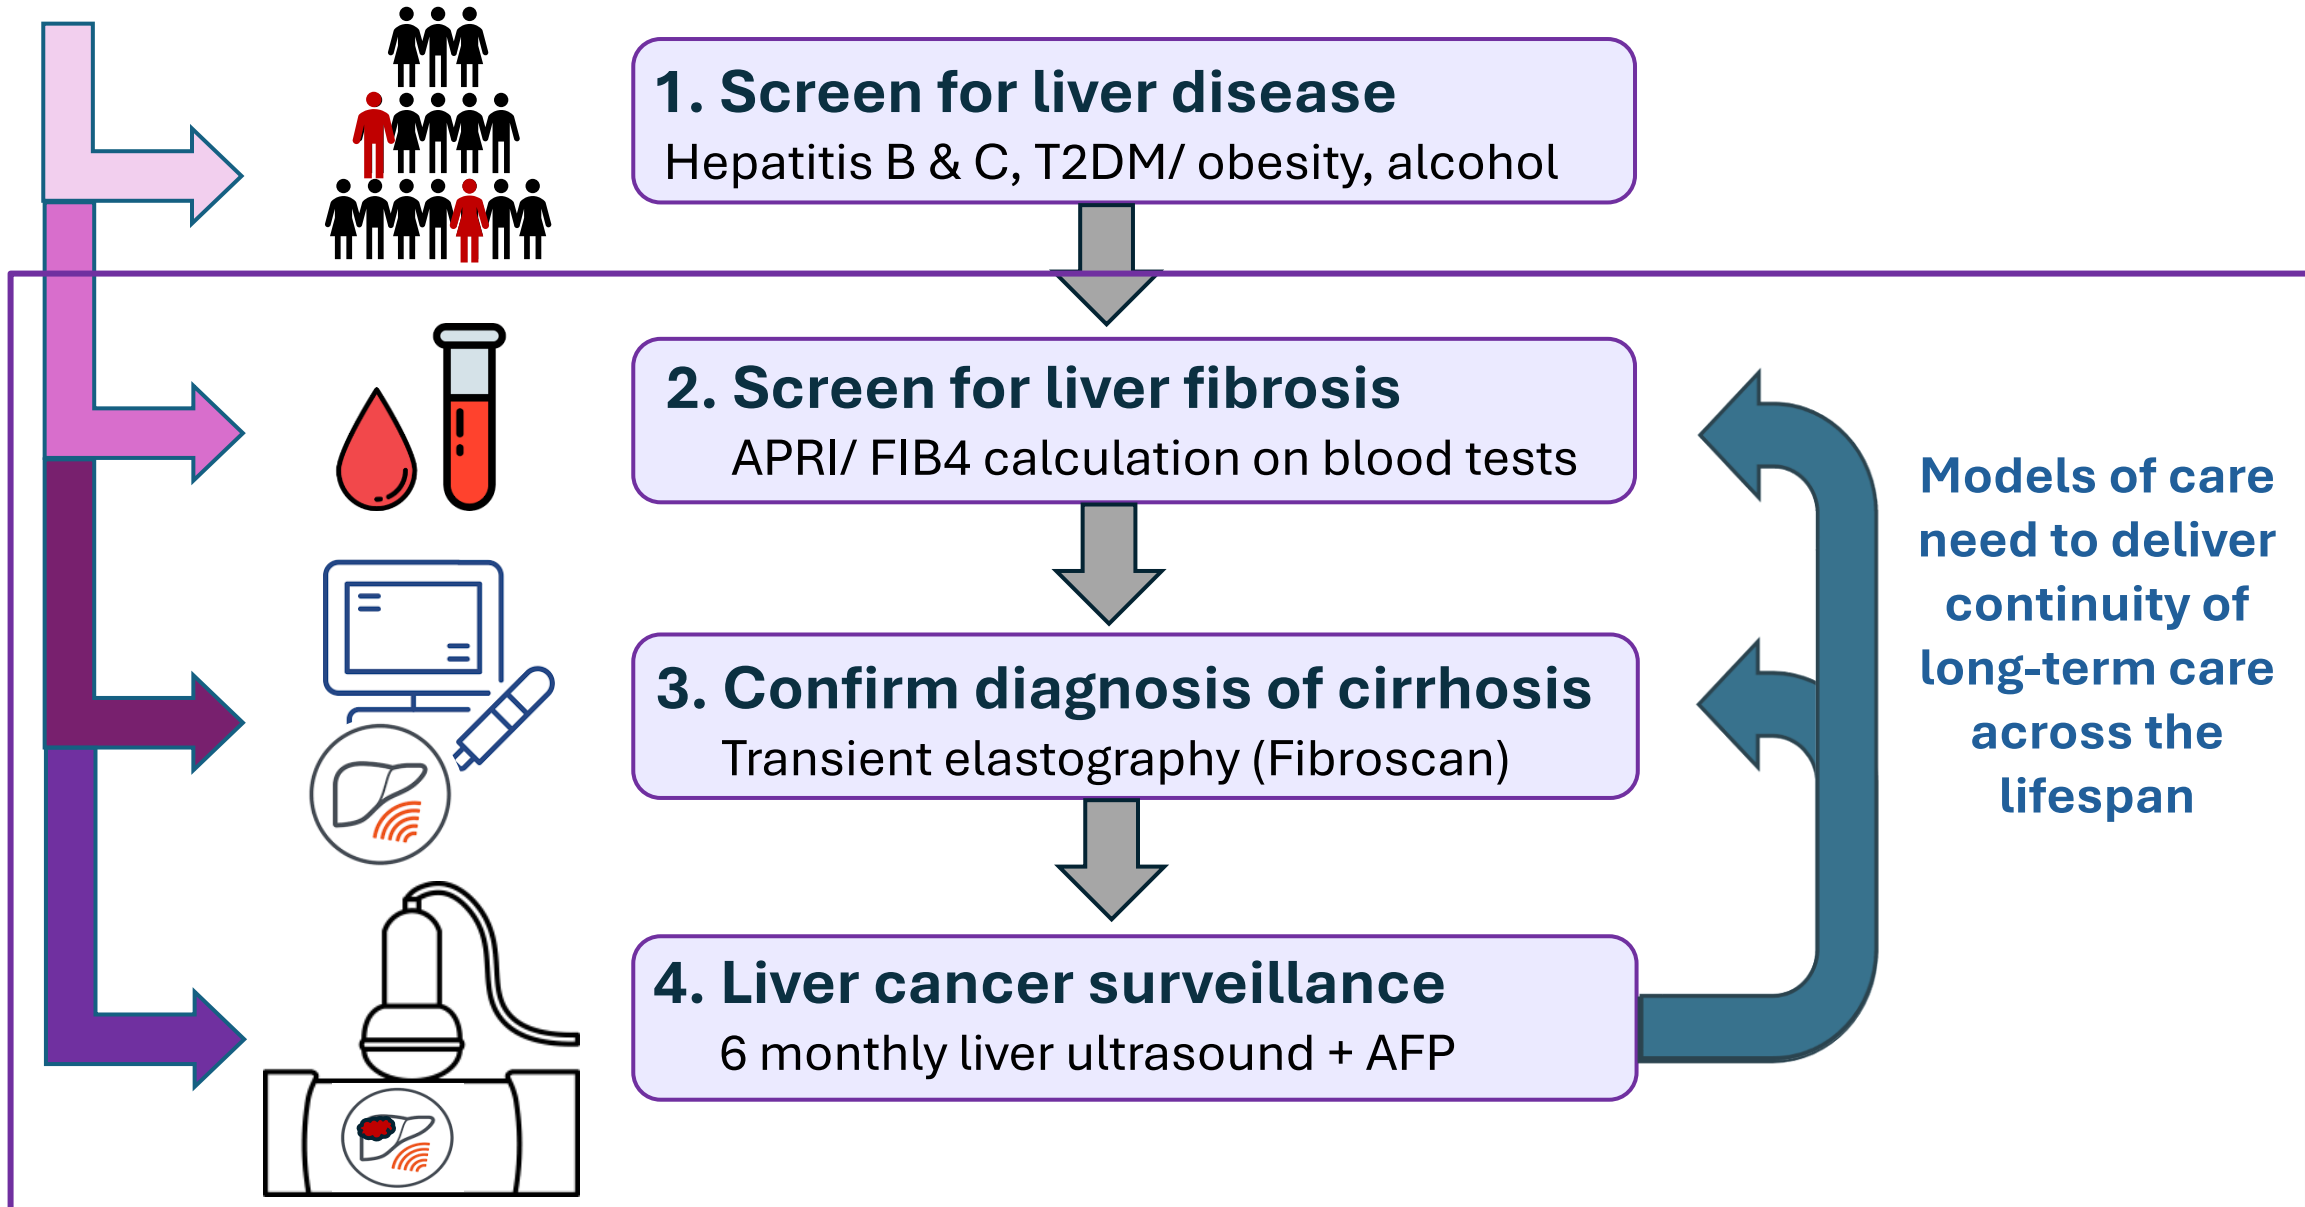 1. Screen for liver disease
Hepatitis B & C, T2DM/ obesity, alcohol
2. Screen for liver fibrosis
APRI/ FIB4 calculation on blood tests
3. Confirm diagnosis of cirrhosis
Transient elastography (Fibroscan)
4. Liver cancer surveillance
6 monthly liver ultrasound + AFP
Models of care
need to deliver
continuity of
long-term care
across the
lifespan